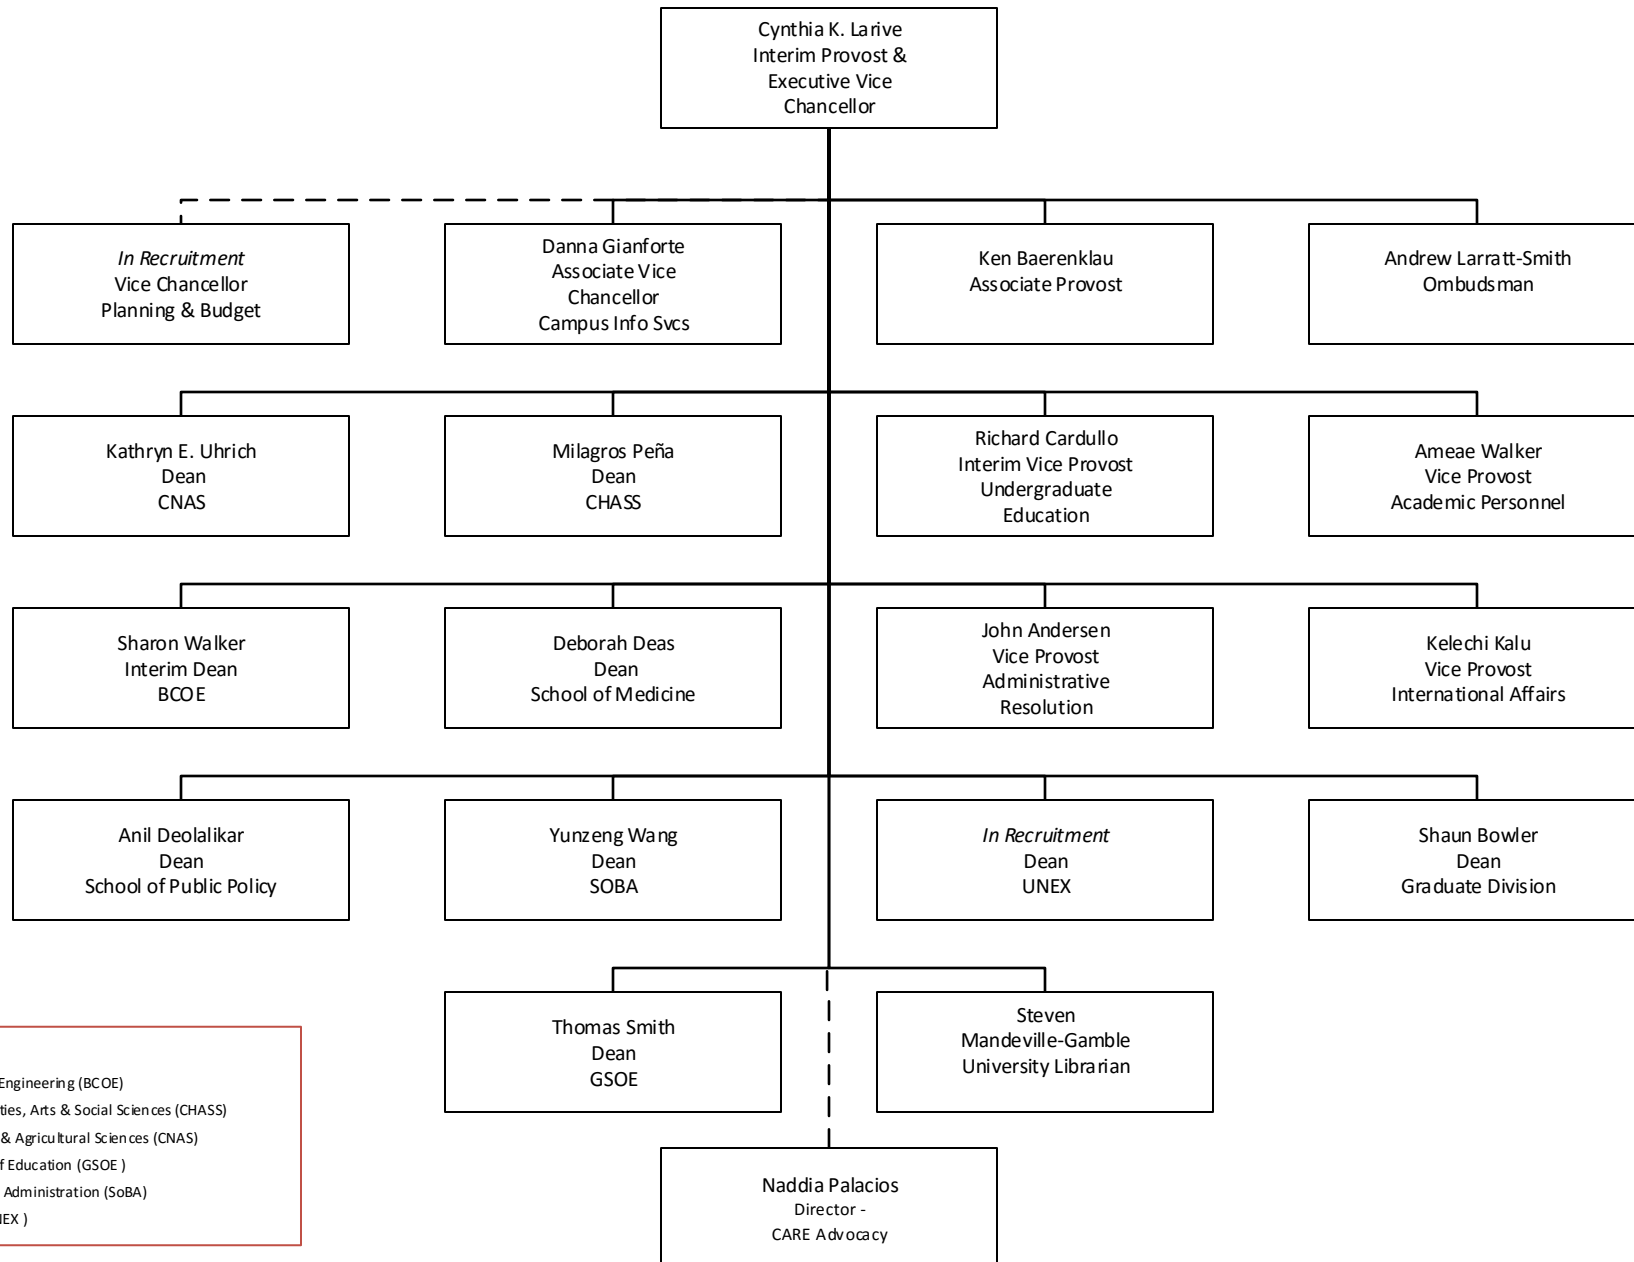 Cynthia K. Larive
Interim Provost &
Executive Vice
Chancellor
In Recruitment
Vice Chancellor
Planning & Budget
Danna Gianforte
Associate Vice
Chancellor
Campus Info Svcs
Ken Baerenklau
Associate Provost
Andrew Larratt-Smith
Ombudsman
Kathryn E. Uhrich
Dean
CNAS
Milagros Peña
Dean
CHASS
Richard Cardullo
Interim Vice Provost
Undergraduate
Education
Ameae Walker
Vice Provost
Academic Personnel
Sharon Walker
Interim Dean
BCOE
Deborah Deas
Dean
School of Medicine
John Andersen
Vice Provost
Administrative
Resolution
Kelechi Kalu
Vice Provost
International Affairs
Anil Deolalikar
Dean
School of Public Policy
Yunzeng Wang
Dean
SOBA
In Recruitment
Dean
UNEX
Shaun Bowler
Dean
Graduate Division
Thomas Smith
Dean
GSOE
Steven
Mandeville-Gamble
University Librarian
Engineering (BCOE)
ties, Arts & Social Sciences (CHASS)
& Agricultural Sciences (CNAS)
f Education (GSOE )
Administration (SoBA)
NEX )
Naddia Palacios
Director -
CARE Advocacy